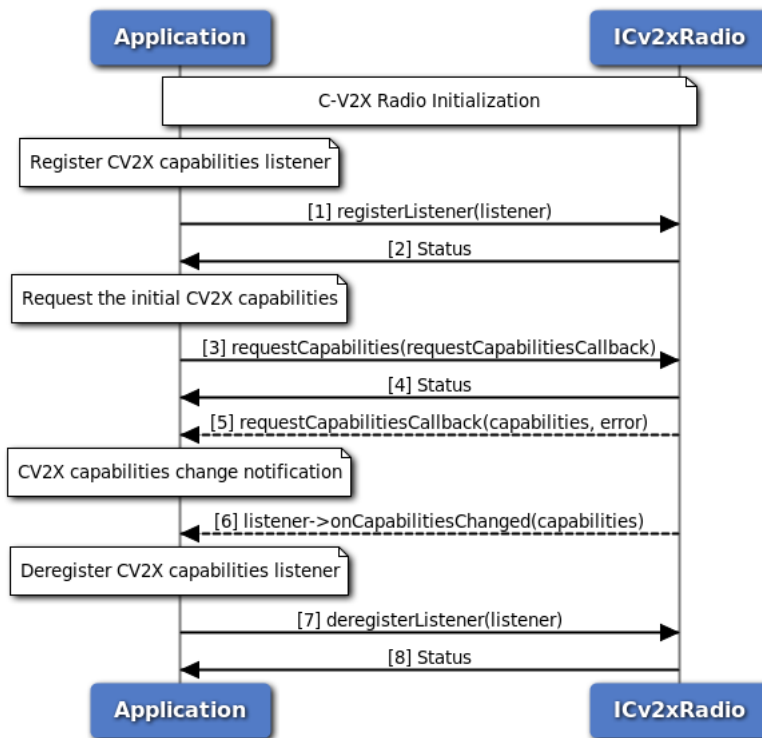 Application
ICv2xRadio
C-V2X Radio Initialization
Register CV2X capabilities listener
[1] registerListener(listener)
[2] Status
Request the initial CV2X capabilities
[3] requestCapabilities(requestCapabilitiesCallback)
[4] Status
[5] requestCapabilitiesCallback(capabilities, error)
CV2X capabilities change notification
[6] listener->onCapabilitiesChanged(capabilities)
Deregister CV2X capabilities listener
[7] deregisterListener(listener)
[8] Status
Application
ICv2xRadio